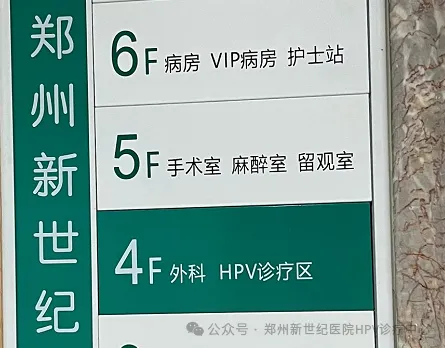 郑州新世纪
6F 病房 VIP病房 护士站
5F 手术室 麻醉室 留观室
4F 外科 HPV诊疗区
公众号 · 郑州新世纪医院HPV诊疗